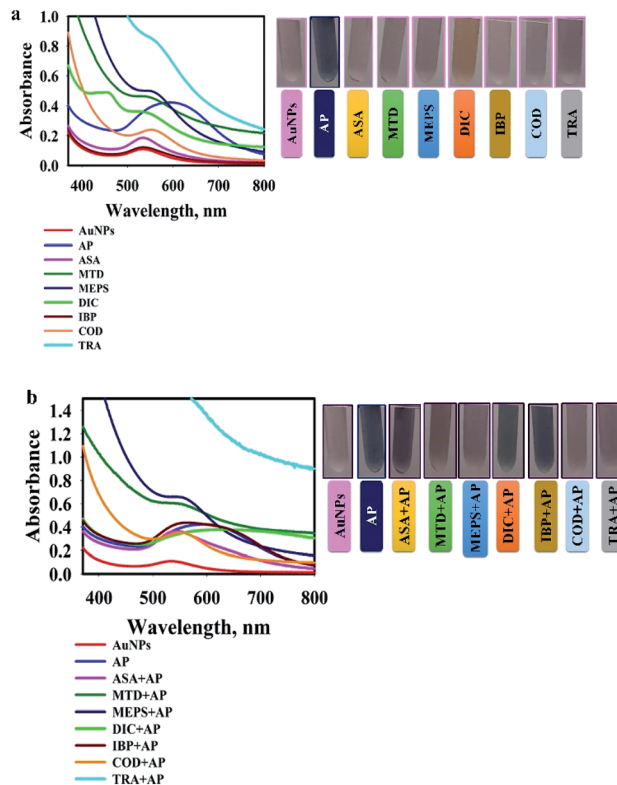 a
Absorbance
1.0
0.8
0.6
0.4
0.2
0.0
400 500 600 700 800
Wavelength, nm
AuNPs
AP
ASA
MTD
MEPS
DIC
IBP
COD
TRA
AuNPs
AP
ASA
MTD
MEPS
DIC
IBP
COD
TRA
b
Absorbance
1.4
1.2
1.0
0.8
0.6
0.4
0.2
0.0
400 500 600 700 800
Wavelength, nm
AuNPs
AP
ASA+AP
MTD+AP
MEPS+AP
DIC+AP
IBP+AP
COD+AP
TRA+AP
AuNPs
AP
ASA+AP
MTD+AP
MEPS+AP
DIC+AP
IBP+AP
COD+AP
TRA+AP